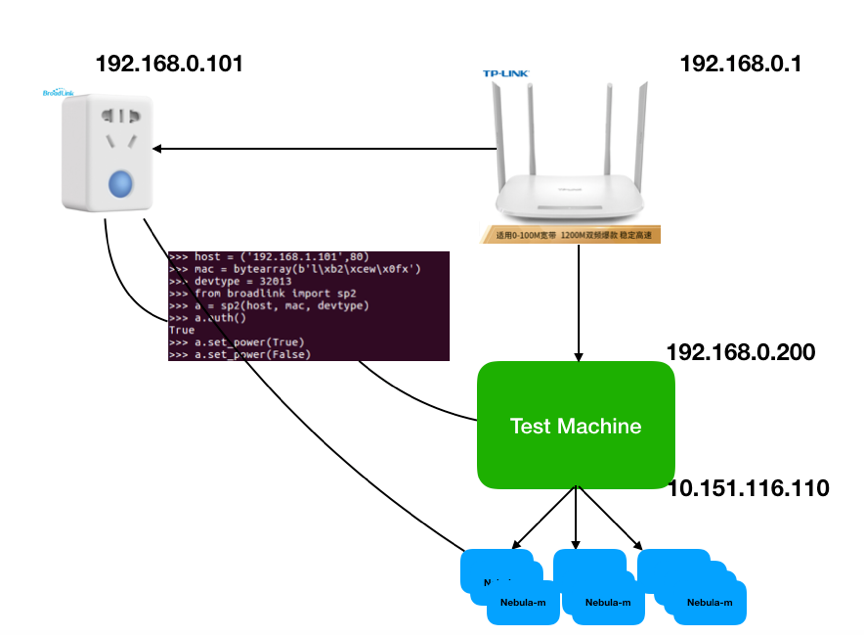 192.168.0.101
192.168.0.1
TP-LINK
BroadLink
适用0-100M宽带 1200M双频爆款 稳定高速
>>> host = ('192.168.1.101',80)
>>> mac = bytearray(b'l\xb2\xcew\x0fx')
>>> devtype = 32013
>>> from broadlink import sp2
>>> a = sp2(host, mac, devtype)
>>> a.auth()
True
>>> a.set_power(True)
>>> a.set_power(False)
192.168.0.200
Test Machine
10.151.116.110
Nebula-m
Nebula-m
Nebula-m